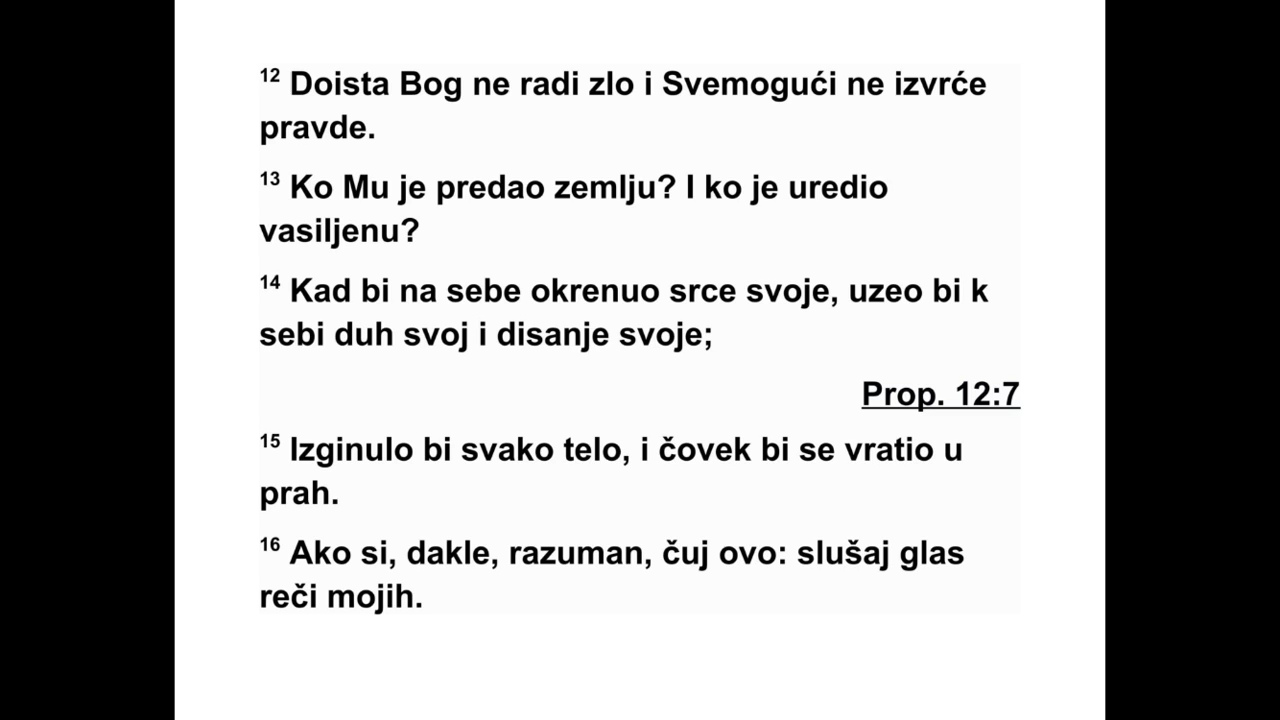 12 Doista Bog ne radi zlo i Svemogući ne izvrće
pravde.
13 Ko Mu je predao zemlju? I ko je uredio
vasiljenu?
14 Kad bi na sebe okrenuo srce svoje, uzeo bi k
sebi duh svoj i disanje svoje;
Prop. 12:7
15 Izginulo bi svako telo, i čovek bi se vratio u
prah.
16 Ako si, dakle, razuman, čuj ovo: slušaj glas
reči mojih.